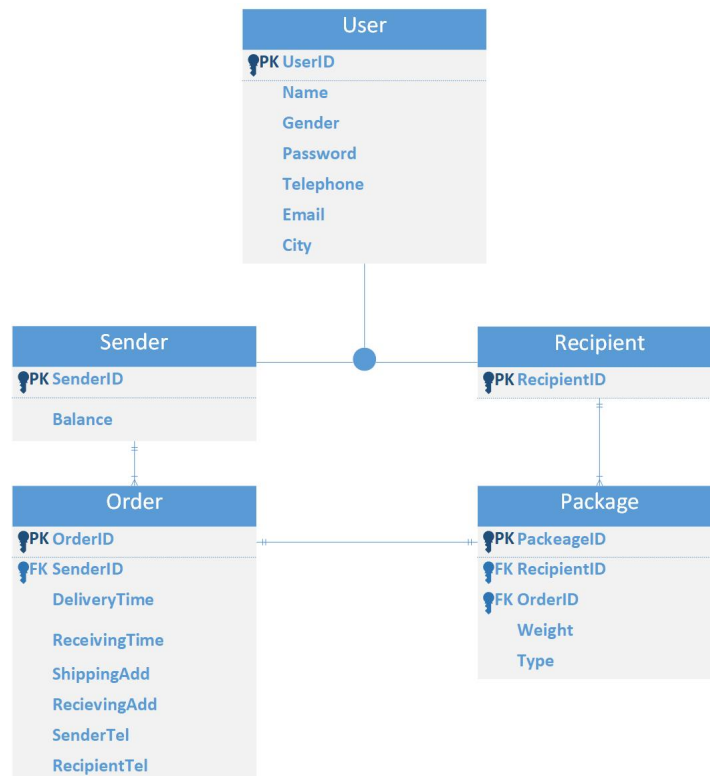 User
PK UserID
Name
Gender
Password
Telephone
Email
City
Sender
PK SenderID
Balance
Recipient
PK RecipientID
Order
PK OrderID
FK SenderID
DeliveryTime
ReceivingTime
ShippingAdd
RecievingAdd
SenderTel
RecipientTel
Package
PK PackeageID
FK RecipientID
FK OrderID
Weight
Type